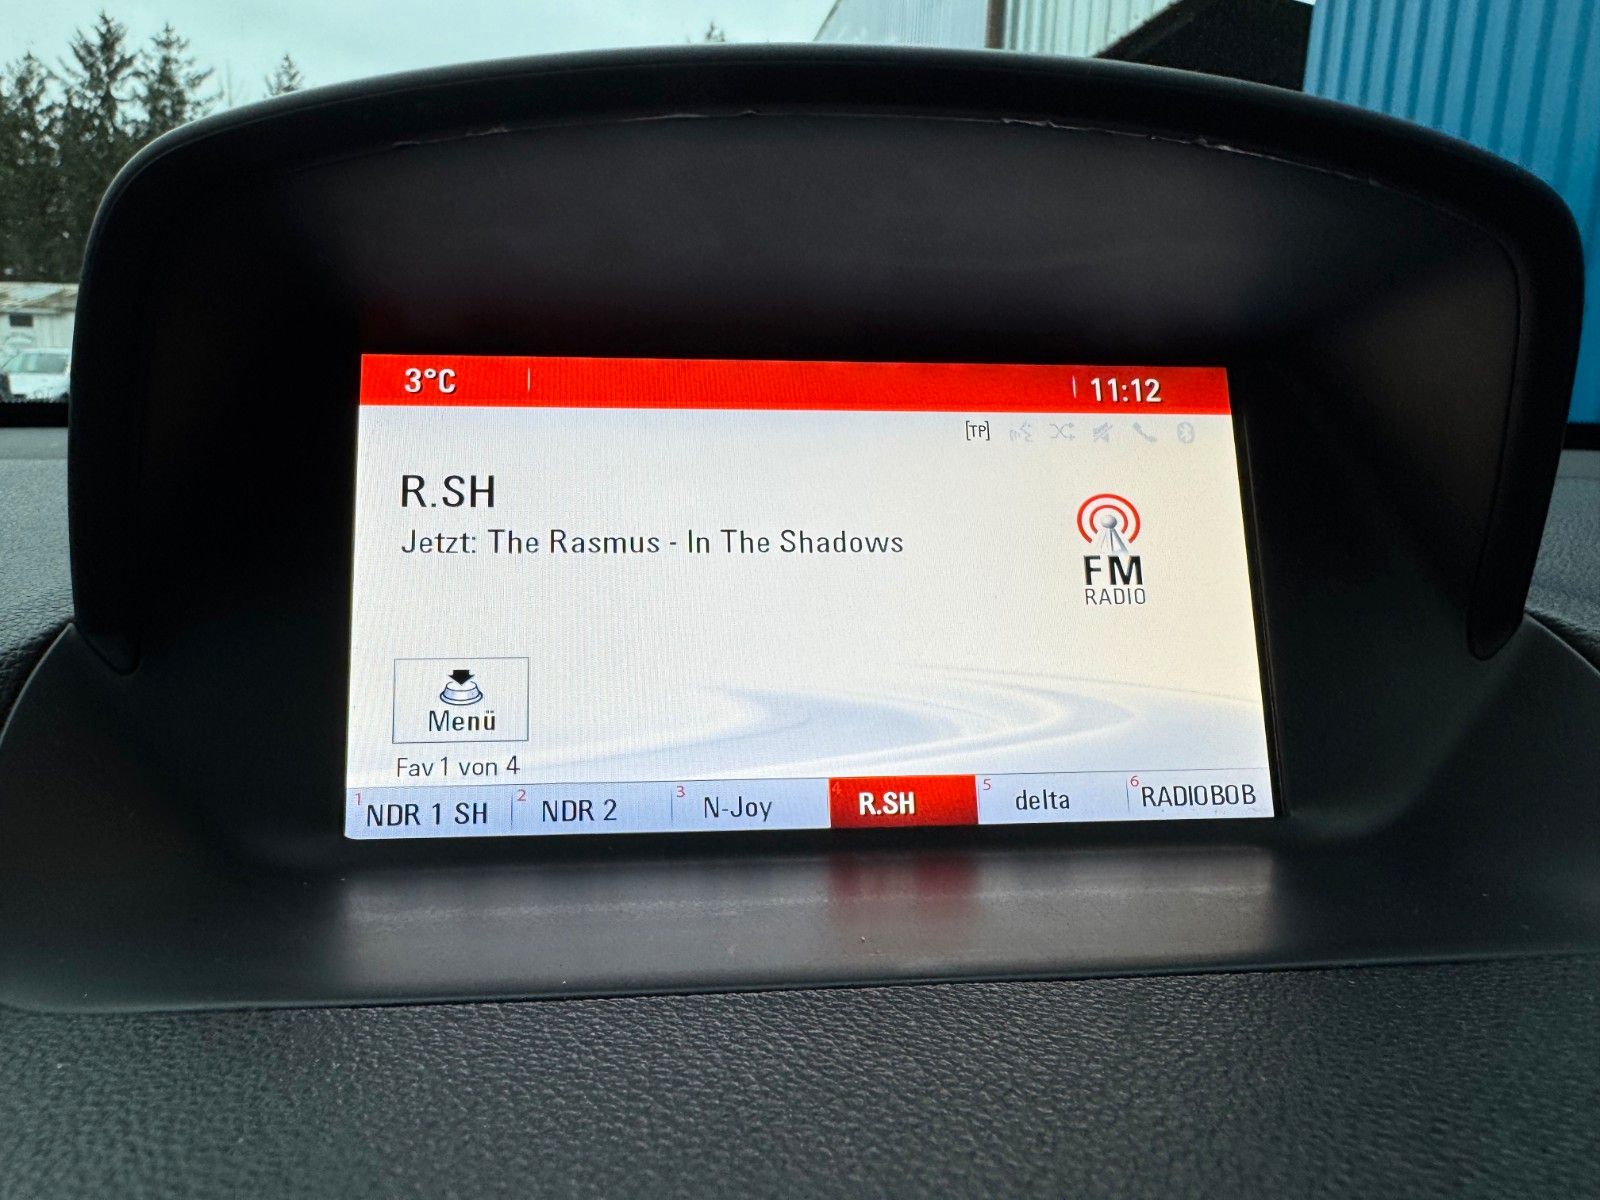 3°C
11:12
[TP]
R.SH
Jetzt: The Rasmus - In The Shadows
FM
RADIO
Menü
Fav 1 von 4
1 NDR 1 SH 2 NDR 2 3 N-Joy 4 R.SH 5 delta 6 RADIOBOB